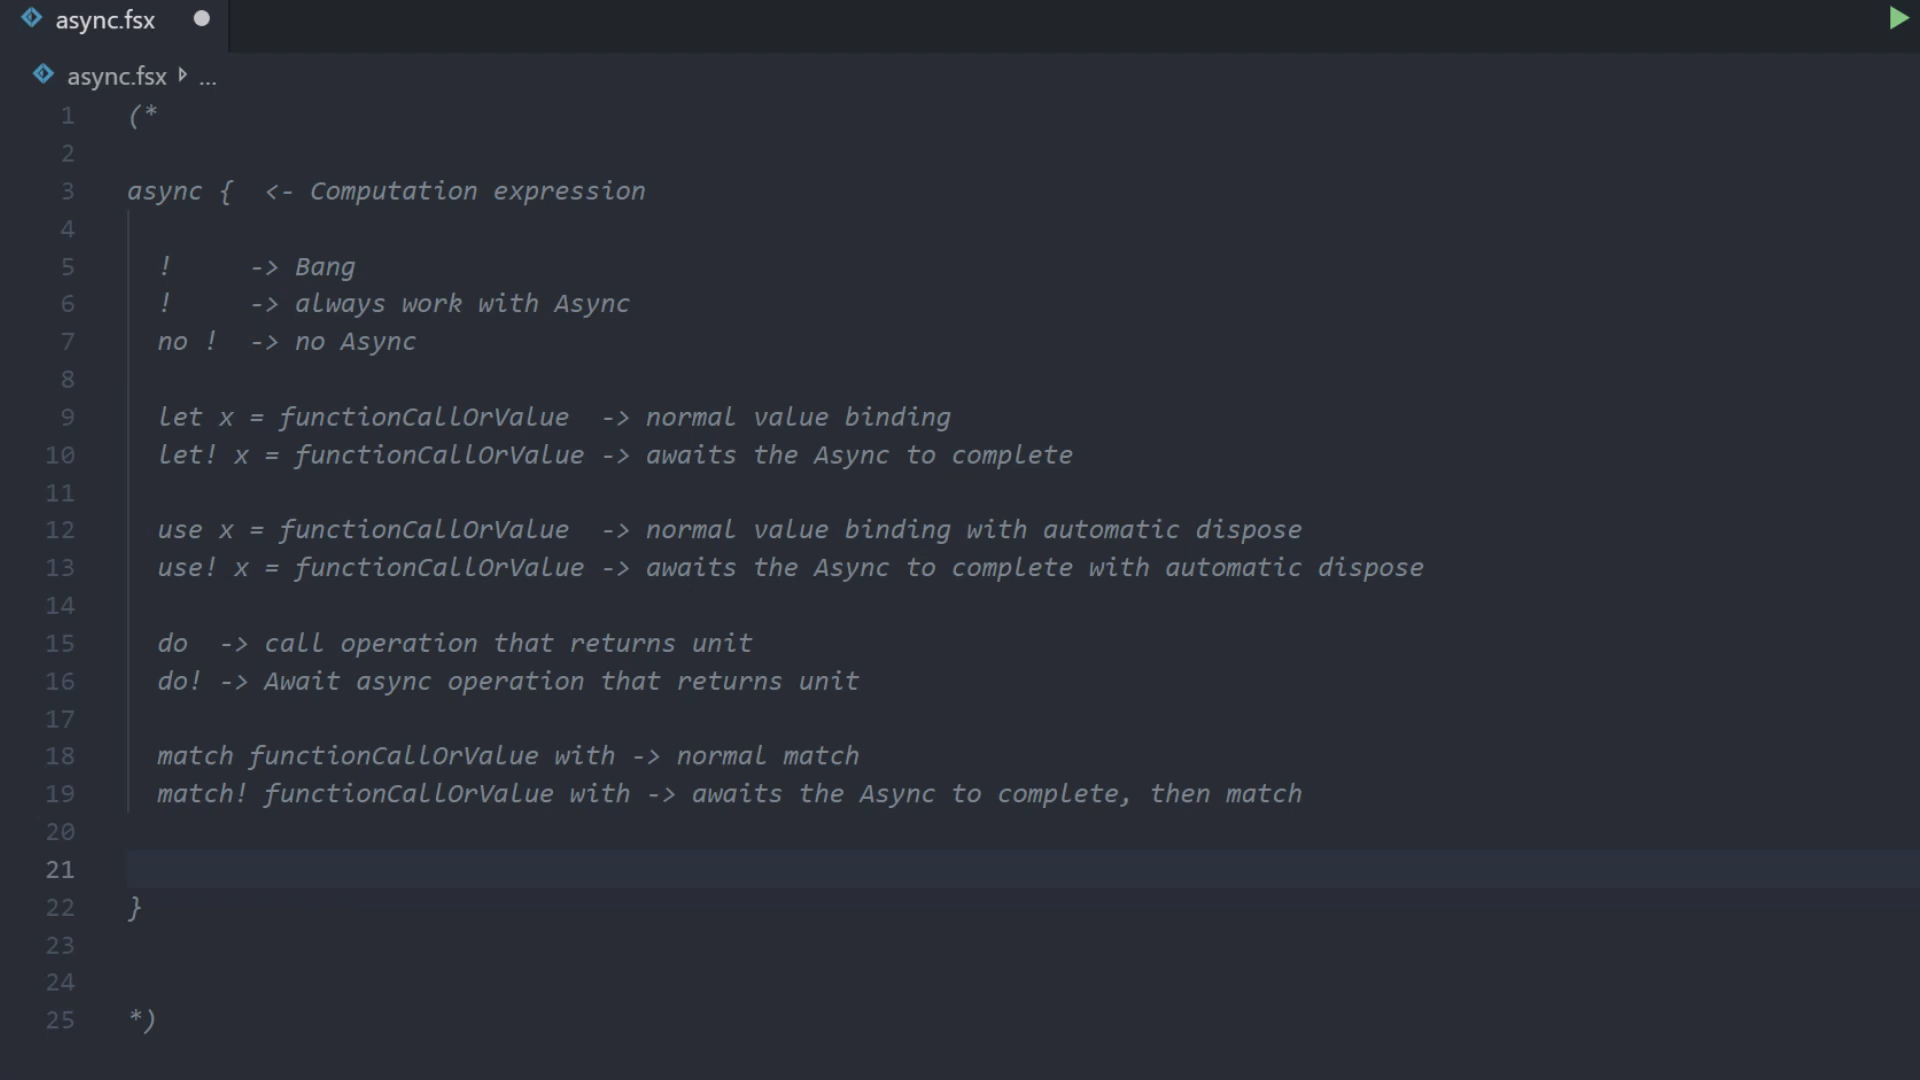 async.fsx
async.fsx ...
1 (*
2
3 async { <- Computation expression
4
5 ! -> Bang
6 ! -> always work with Async
7 no ! -> no Async
8
9 let x = functionCallOrValue -> normal value binding
10 let! x = functionCallOrValue -> awaits the Async to complete
11
12 use x = functionCallOrValue -> normal value binding with automatic dispose
13 use! x = functionCallOrValue -> awaits the Async to complete with automatic dispose
14
15 do -> call operation that returns unit
16 do! -> Await async operation that returns unit
17
18 match functionCallOrValue with -> normal match
19 match! functionCallOrValue with -> awaits the Async to complete, then match
20
21
22 }
23
24
25 *)